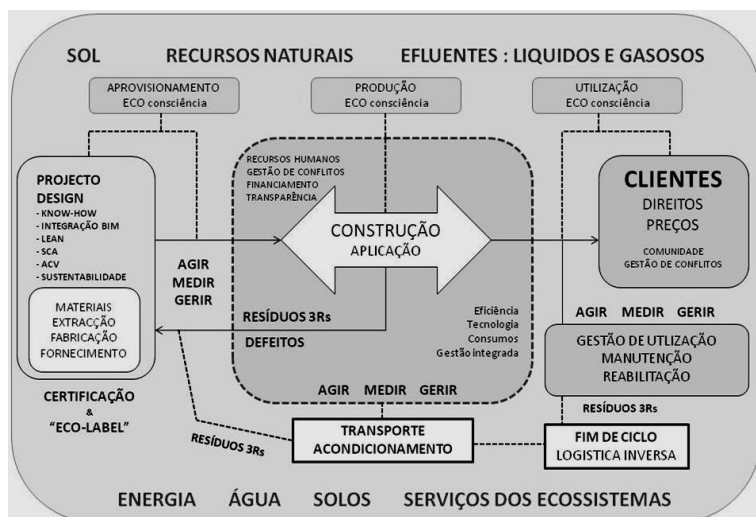 SOL RECURSOS NATURAIS EFLUENTES : LIQUIDOS E GASOSOS
APROVISIONAMENTO
ECO consciência
PRODUÇÃO
ECO consciência
UTILIZAÇÃO
ECO consciência
PROJECTO
DESIGN
- KNOW-HOW
- INTEGRAÇÃO BIM
- LEAN
- SCA
- ACV
- SUSTENTABILIDADE
MATERIAIS
EXTRACÇÃO
FABRICAÇÃO
FORNECIMENTO
CERTIFICAÇÃO
&
"ECO-LABEL"
AGIR
MEDIR
GERIR
RECURSOS HUMANOS
GESTÃO DE CONFLITOS
FINANCIAMENTO
TRANSPARÊNCIA
CONSTRUÇÃO
APLICAÇÃO
RESÍDUOS 3Rs
DEFEITOS
Eficiência
Tecnologia
Consumos
Gestão integrada
AGIR MEDIR GERIR
CLIENTES
DIREITOS
PREÇOS
COMUNIDADE
GESTÃO DE CONFLITOS
AGIR MEDIR GERIR
GESTÃO DE UTLIZAÇÃO
MANUTENÇÃO
REABILITAÇÃO
RESÍDUOS 3Rs
RESÍDUOS 3Rs
TRANSPORTE
ACONDICIONAMENTO
FIM DE CICLO
LOGISTICA INVERSA
ENERGIA ÁGUA SOLOS SERVIÇOS DOS ECOSSISTEMAS